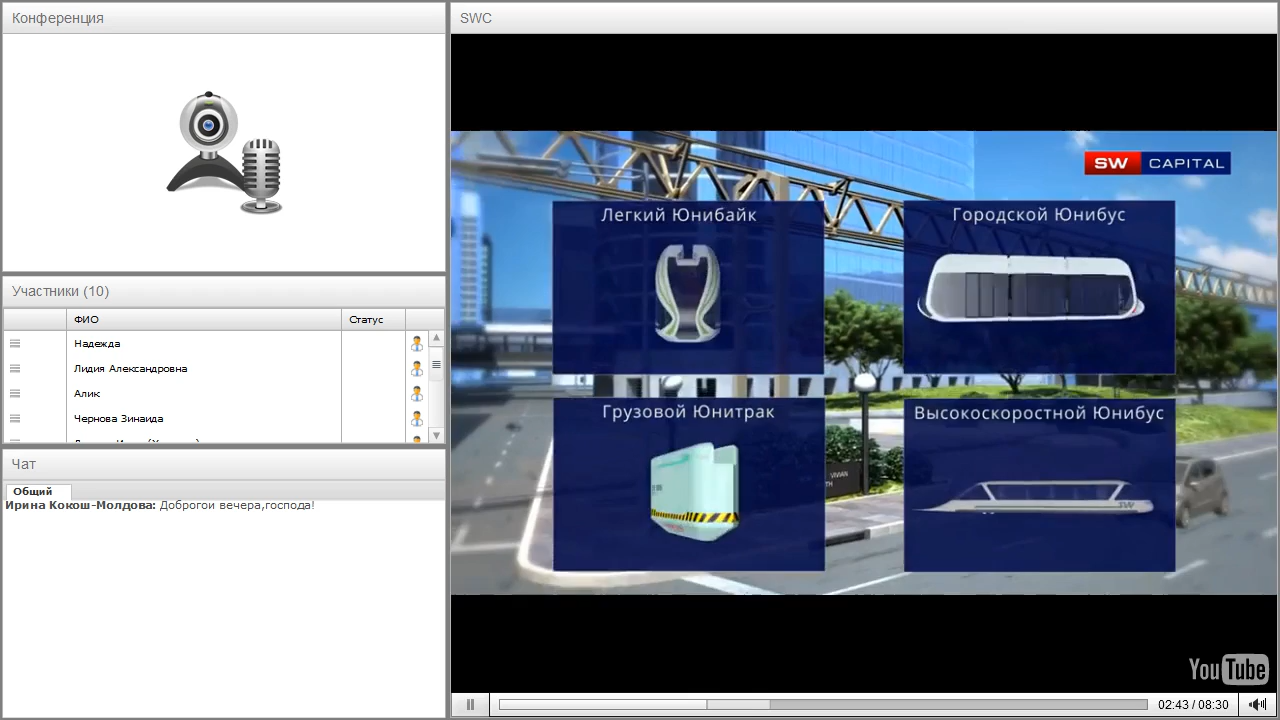 Конференция
Участники (10)
ФИО Статус
Надежда
Лидия Александровна
Алик
Чернова Зинаида
Чат
Общий
Ирина Кокош-Молдова: Доброгои вечера,господа!
SWC
SW CAPITAL
Легкий Юнибайк
Городской Юнибус
Грузовой Юнитрак
Высокоскоростной Юнибус
VIVIAN
YouTube
02:43 / 08:30